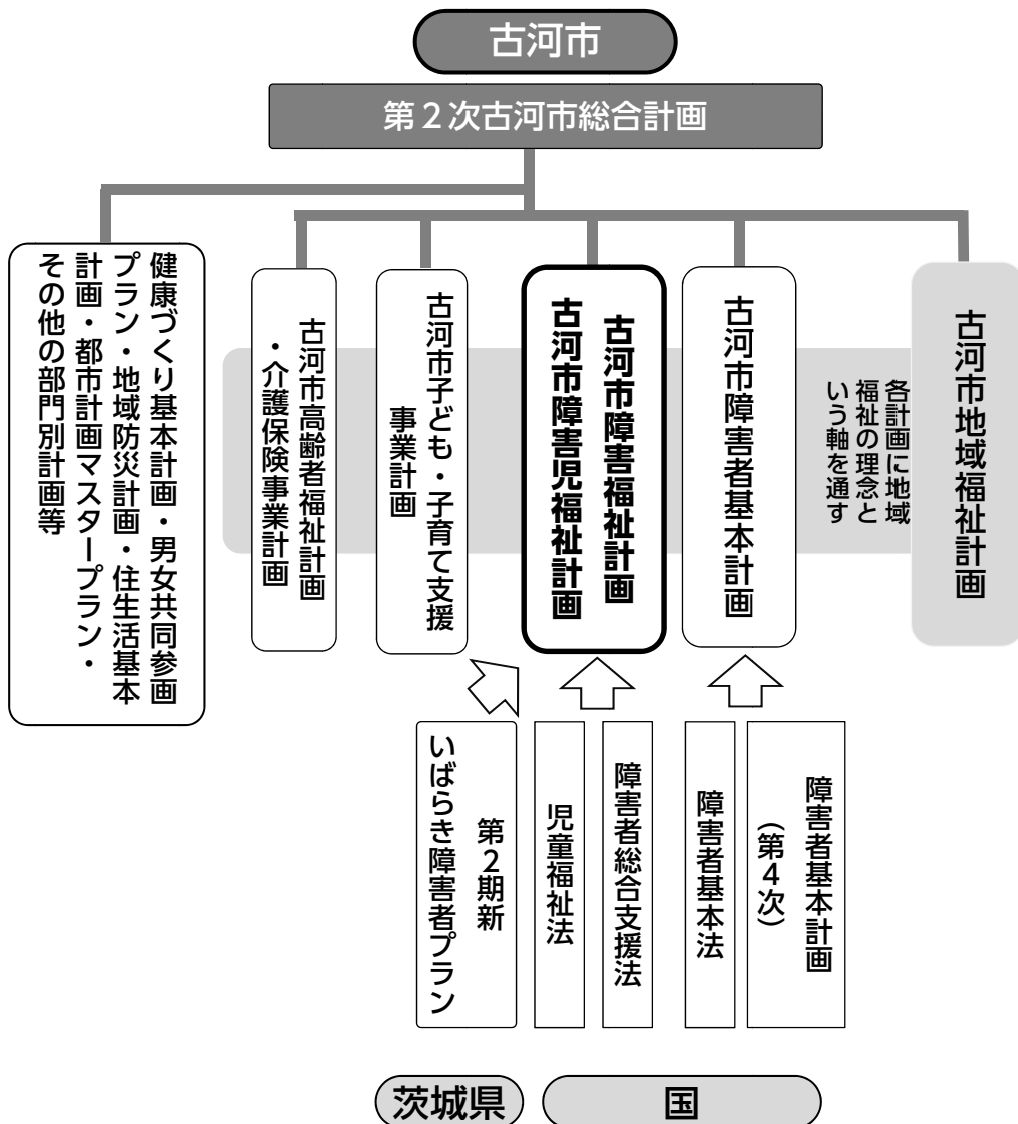 古河市
第２次古河市総合計画
健康づくり基本計画・男女共同参画
プラン・地域防災計画・住生活基本
計画・都市計画マスタープラン・
その他の部門別計画等
古河市高齢者福祉計画
・介護保険事業計画
古河市子ども・子育て支援
事業計画
古河市障害福祉計画
古河市障害児福祉計画
古河市障害者基本計画
各計画に地域
福祉の理念と
いう軸を通す
古河市地域福祉計画
第２期新
いばらき障害者プラン
児童福祉法
障害者総合支援法
障害者基本法
障害者基本計画
（第４次）
茨城県
国